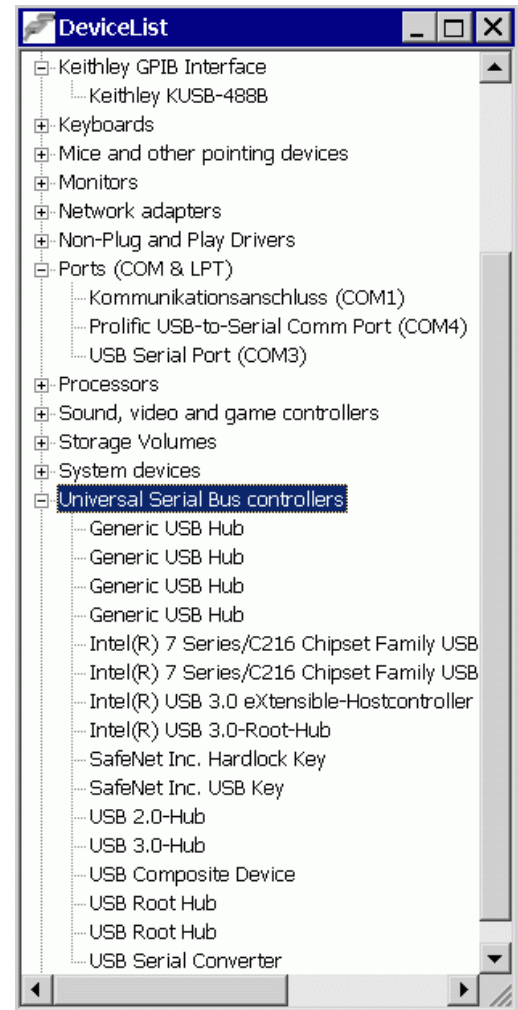 DeviceList
Keithley GPIB Interface
Keithley KUSB-488B
Keyboards
Mice and other pointing devices
Monitors
Network adapters
Non-Plug and Play Drivers
Ports (COM & LPT)
Kommunikationsanschluss (COM1)
Prolific USB-to-Serial Comm Port (COM4)
USB Serial Port (COM3)
Processors
Sound, video and game controllers
Storage Volumes
System devices
Universal Serial Bus controllers
Generic USB Hub
Generic USB Hub
Generic USB Hub
Generic USB Hub
Intel(R) 7 Series/C216 Chipset Family USB
Intel(R) 7 Series/C216 Chipset Family USB
Intel(R) USB 3.0 eXtensible-Hostcontroller
Intel(R) USB 3.0-Root-Hub
SafeNet Inc. Hardlock Key
SafeNet Inc. USB Key
USB 2.0-Hub
USB 3.0-Hub
USB Composite Device
USB Root Hub
USB Root Hub
USB Serial Converter